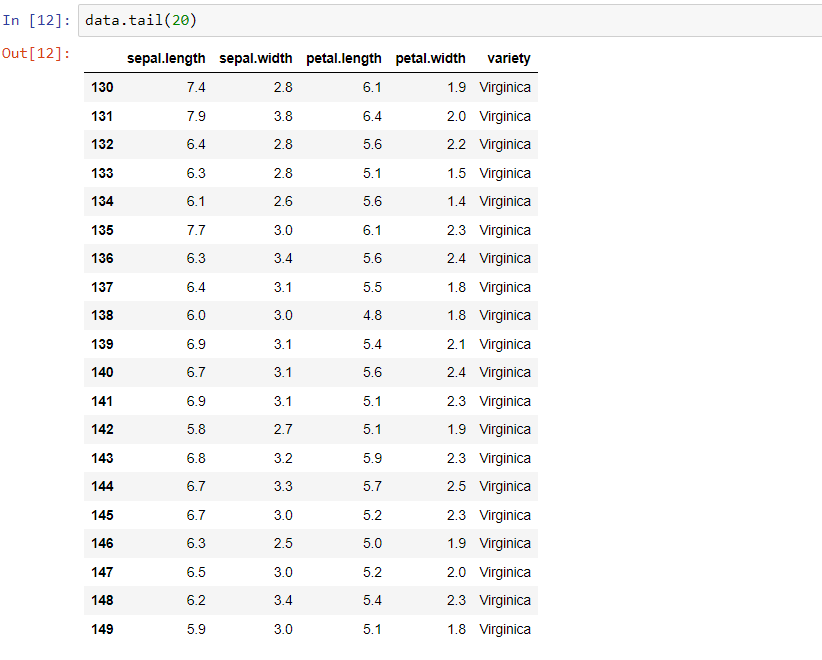 In [12]: data.tail(20)
Out[12]:
sepal.length sepal.width petal.length petal.width variety
130 7.4 2.8 6.1 1.9 Virginica
131 7.9 3.8 6.4 2.0 Virginica
132 6.4 2.8 5.6 2.2 Virginica
133 6.3 2.8 5.1 1.5 Virginica
134 6.1 2.6 5.6 1.4 Virginica
135 7.7 3.0 6.1 2.3 Virginica
136 6.3 3.4 5.6 2.4 Virginica
137 6.4 3.1 5.5 1.8 Virginica
138 6.0 3.0 4.8 1.8 Virginica
139 6.9 3.1 5.4 2.1 Virginica
140 6.7 3.1 5.6 2.4 Virginica
141 6.9 3.1 5.1 2.3 Virginica
142 5.8 2.7 5.1 1.9 Virginica
143 6.8 3.2 5.9 2.3 Virginica
144 6.7 3.3 5.7 2.5 Virginica
145 6.7 3.0 5.2 2.3 Virginica
146 6.3 2.5 5.0 1.9 Virginica
147 6.5 3.0 5.2 2.0 Virginica
148 6.2 3.4 5.4 2.3 Virginica
149 5.9 3.0 5.1 1.8 Virginica